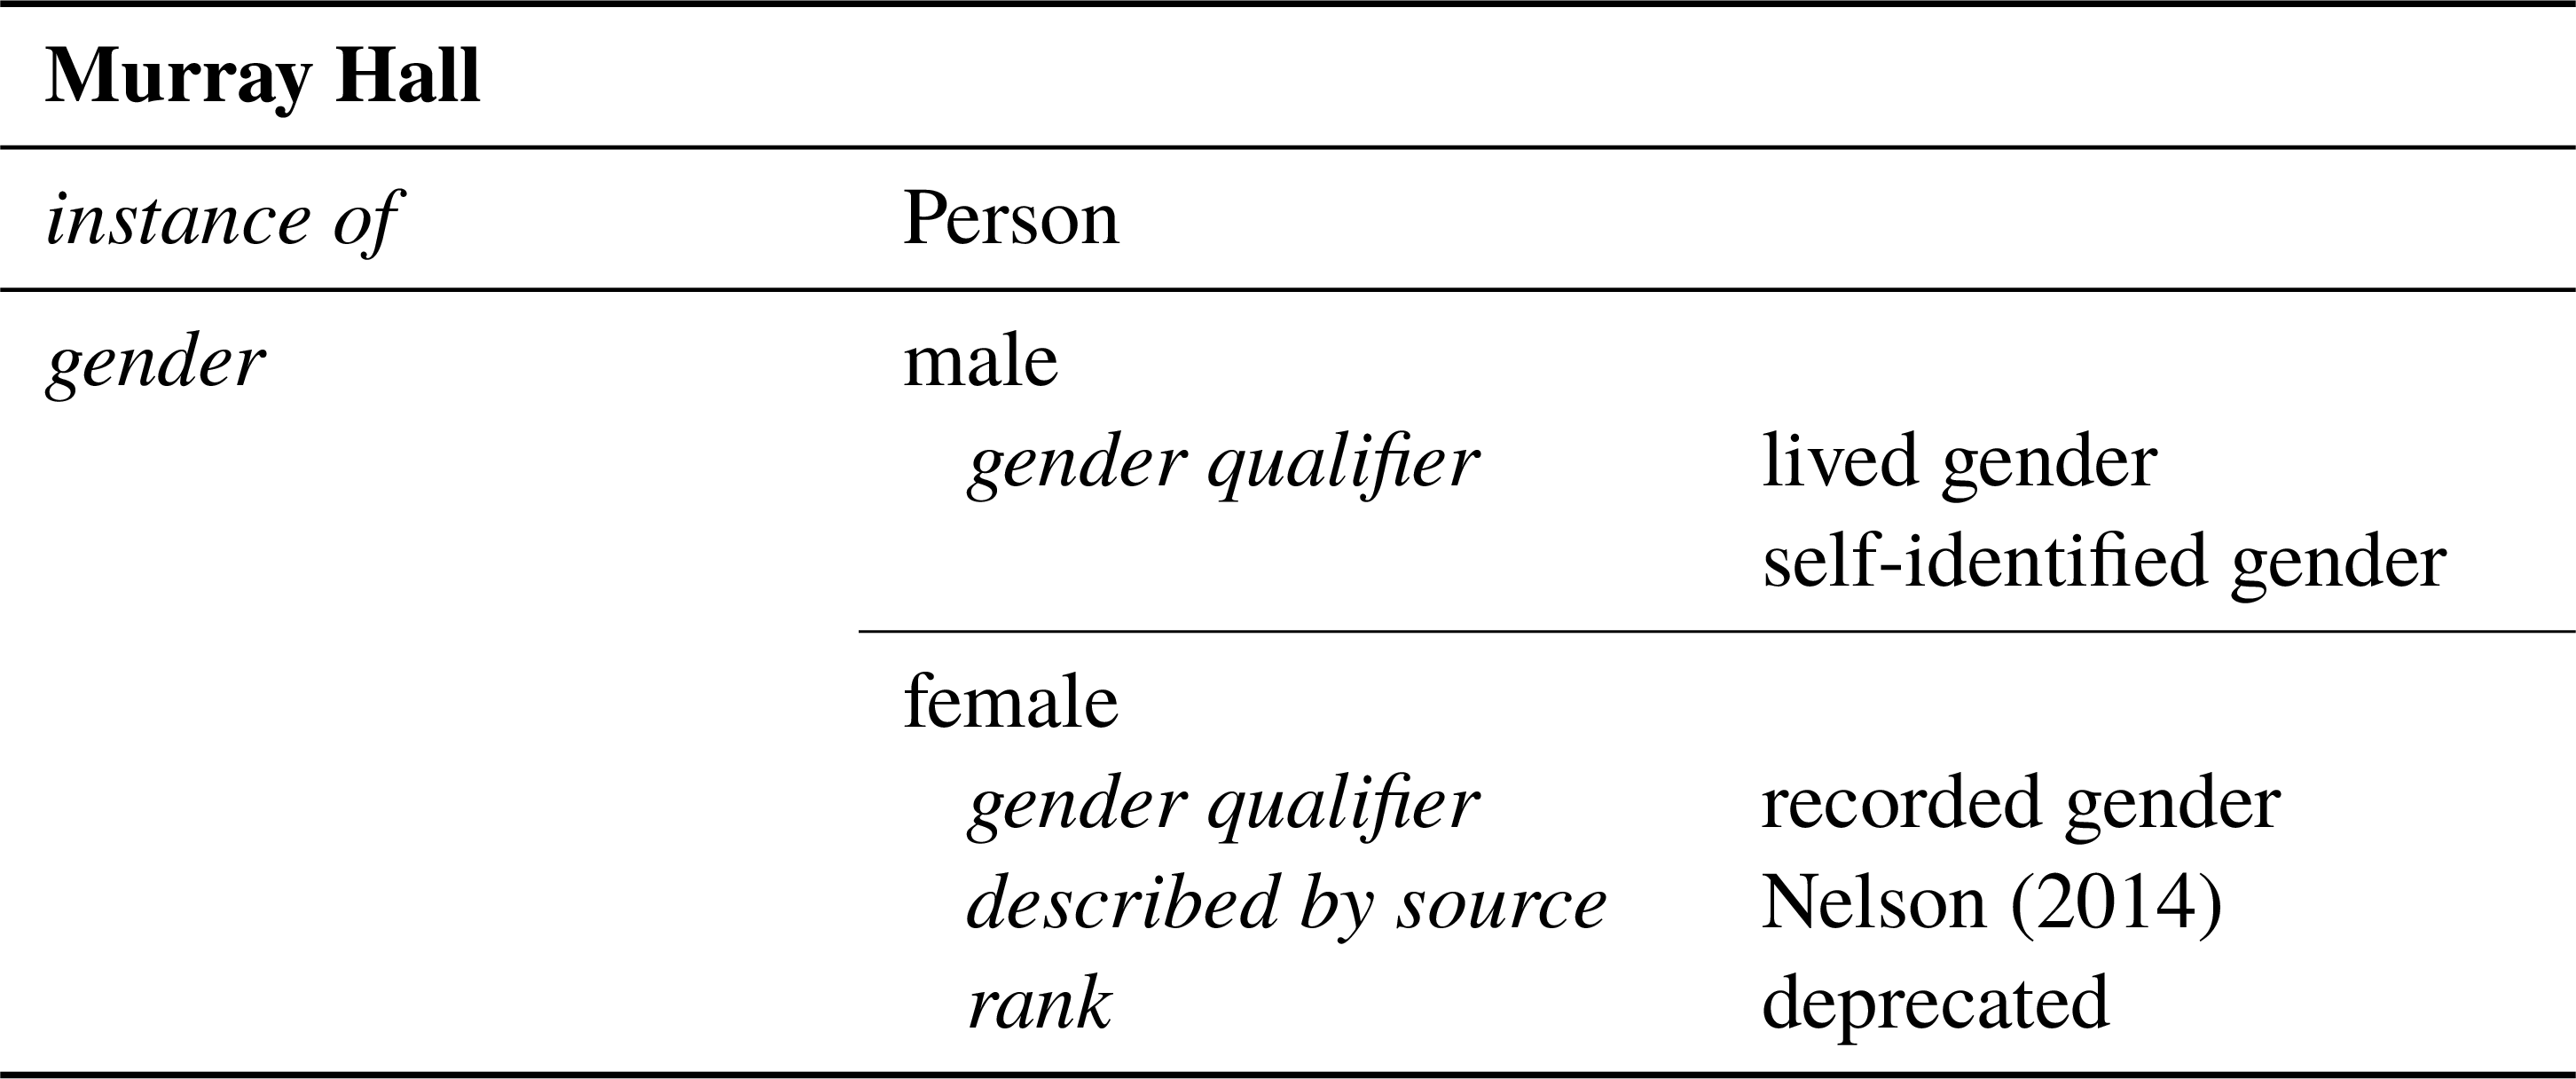 Murray Hall
instance of Person
gender male
gender qualifier lived gender
self-identified gender
female
gender qualifier recorded gender
described by source Nelson (2014)
rank deprecated